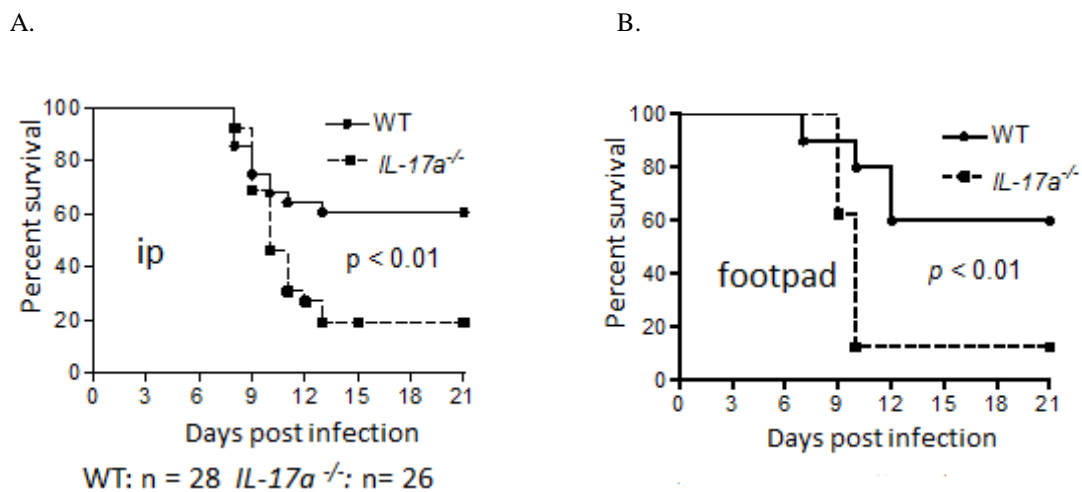 A.
B.
100
80
60
40
20
0
Percent survival
WT
IL-17a⁻/⁻
ip
p < 0.01
0 3 6 9 12 15 18 21
Days post infection
WT: n = 28 IL-17a ⁻/⁻: n= 26
100
80
60
40
20
0
Percent survival
WT
IL-17a⁻/⁻
footpad
p < 0.01
0 3 6 9 12 15 18 21
Days post infection